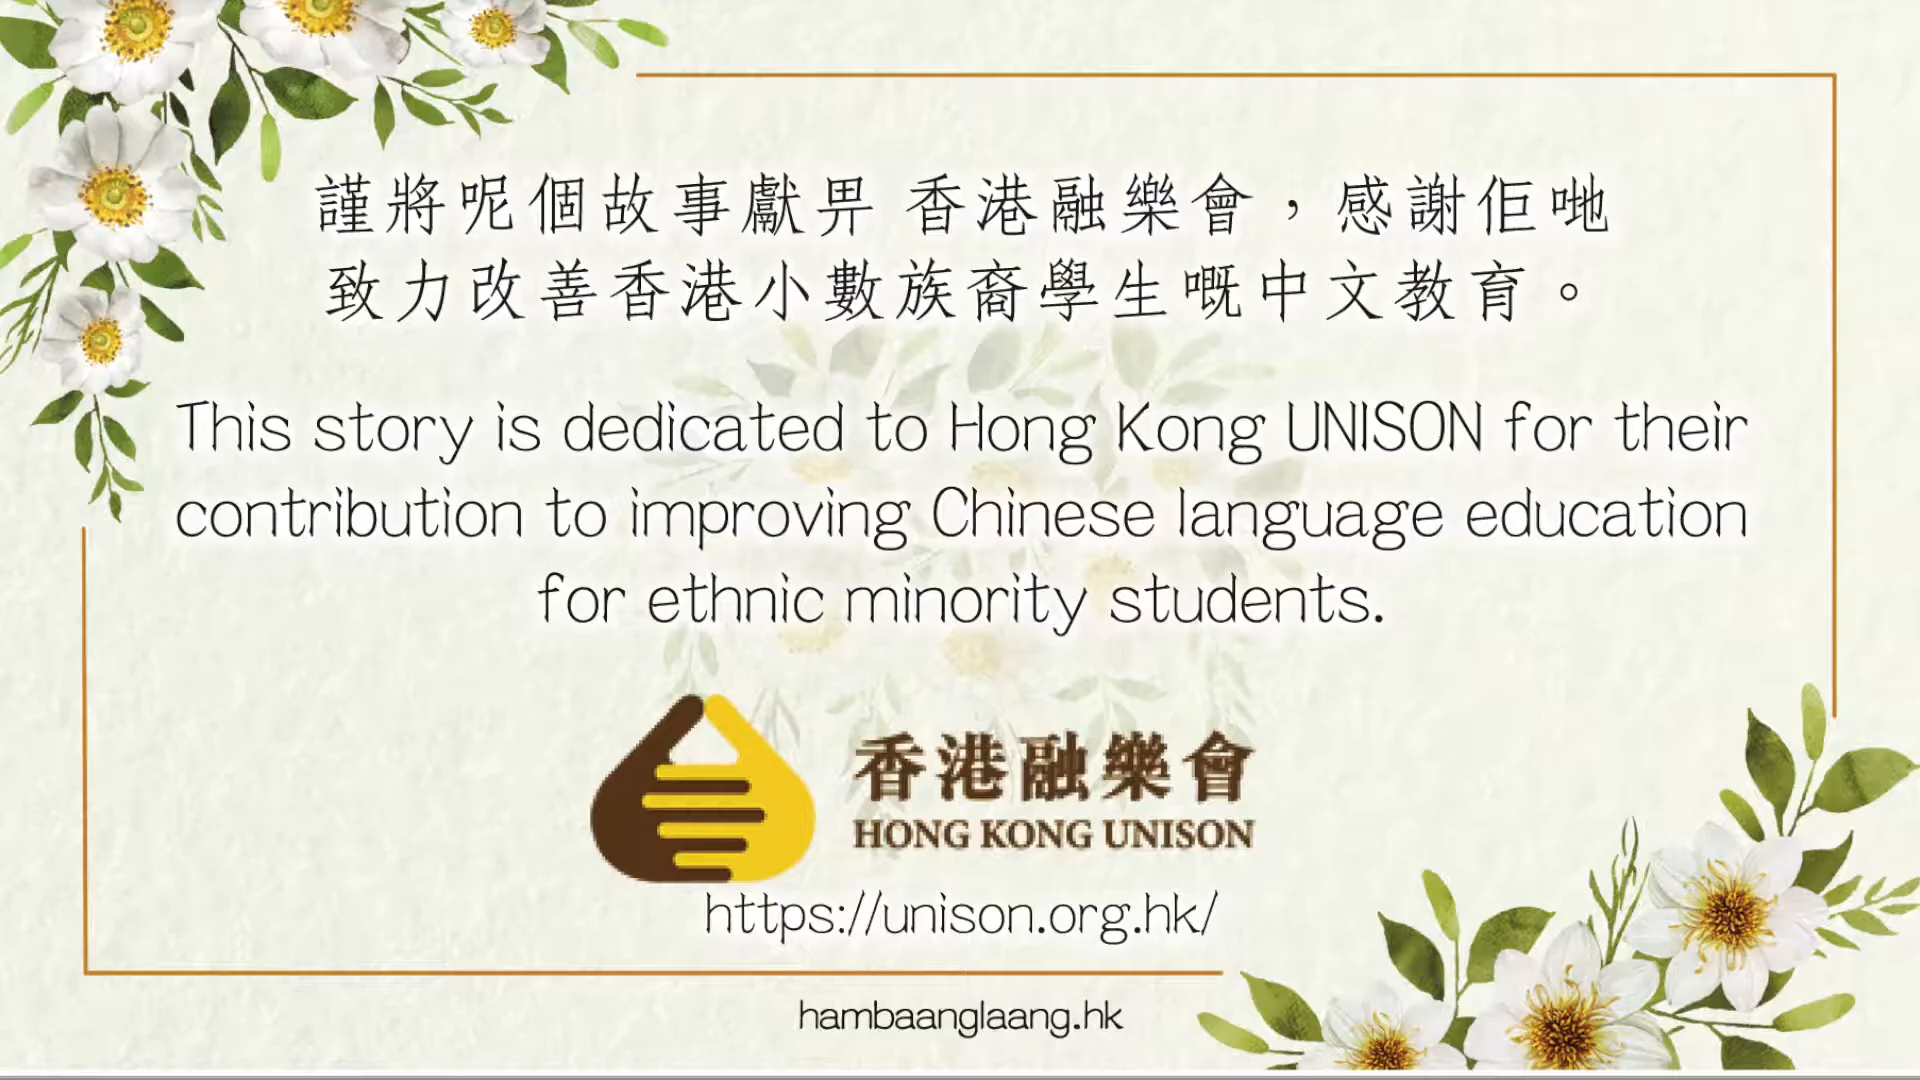 謹將呢個故事獻畀 香港融樂會，感謝佢哋
致力改善香港小數族裔學生嘅中文教育。
This story is dedicated to Hong Kong UNISON for their
contribution to improving Chinese language education
for ethnic minority students.
香港融樂會
HONG KONG UNISON
https://unison.org.hk/
hambaanglaang.hk